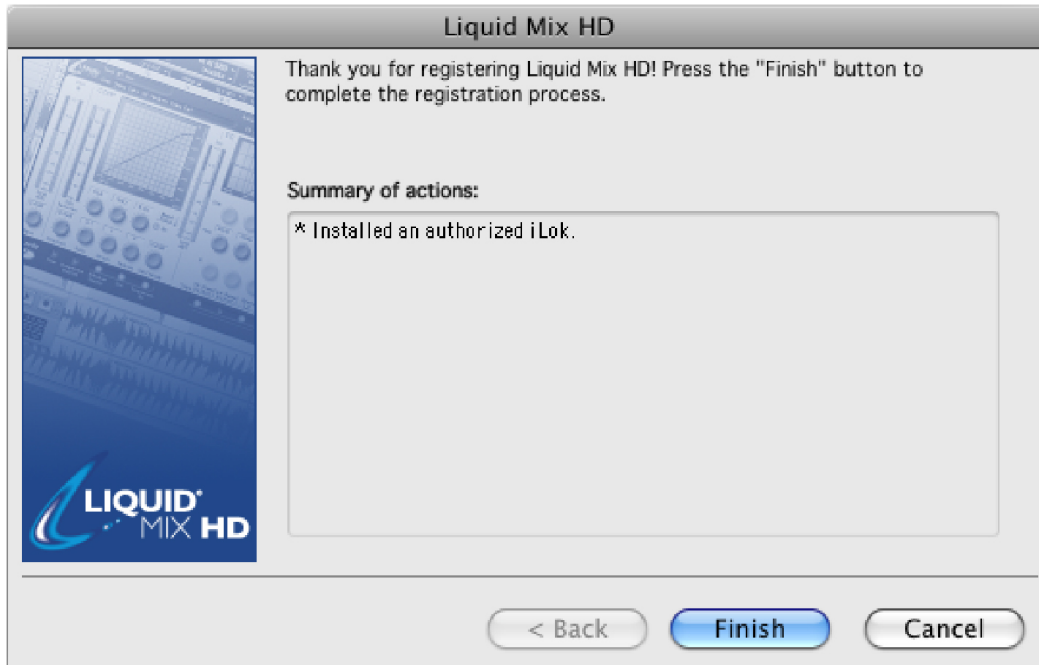 Liquid Mix HD
Thank you for registering Liquid Mix HD! Press the "Finish" button to
complete the registration process.
Summary of actions:
* Installed an authorized iLok.
LIQUID
MIX HD
< Back
Finish
Cancel